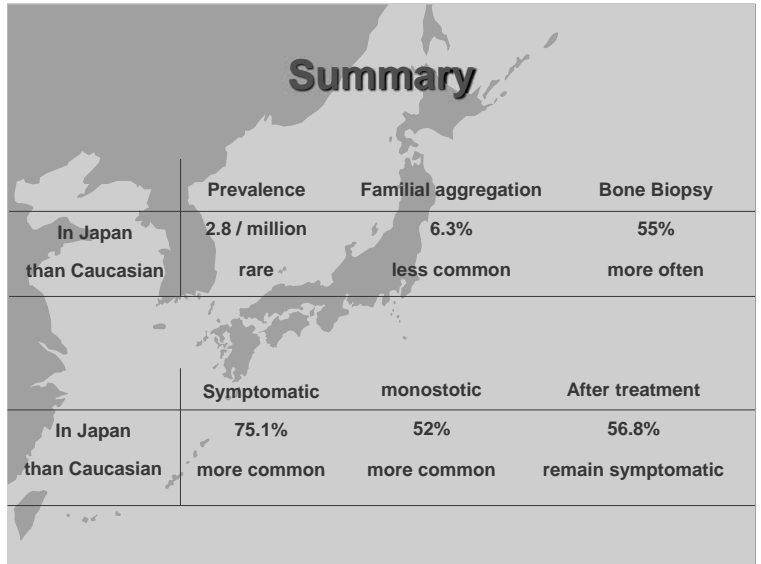 Summary
Prevalence Familial aggregation Bone Biopsy
In Japan 2.8 / million 6.3% 55%
than Caucasian rare less common more often
Symptomatic monostotic After treatment
In Japan 75.1% 52% 56.8%
than Caucasian more common more common remain symptomatic